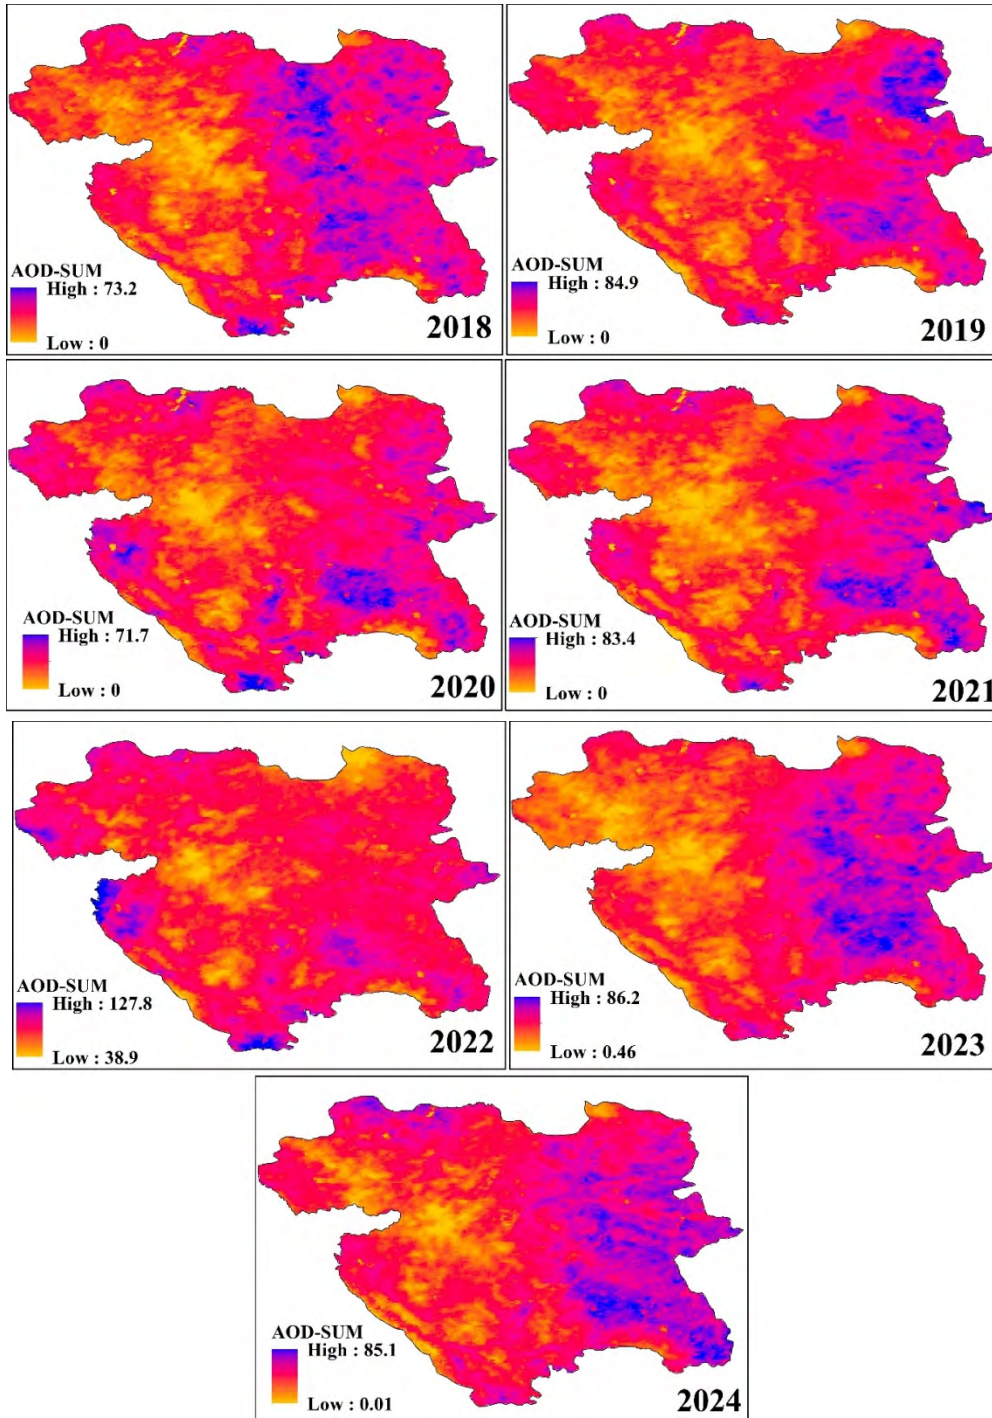 AOD-SUM
High : 73.2
Low : 0
2018
AOD-SUM
High : 84.9
Low : 0
2019
AOD-SUM
High : 71.7
Low : 0
2020
AOD-SUM
High : 83.4
Low : 0
2021
AOD-SUM
High : 127.8
Low : 38.9
2022
AOD-SUM
High : 86.2
Low : 0.46
2023
AOD-SUM
High : 85.1
Low : 0.01
2024